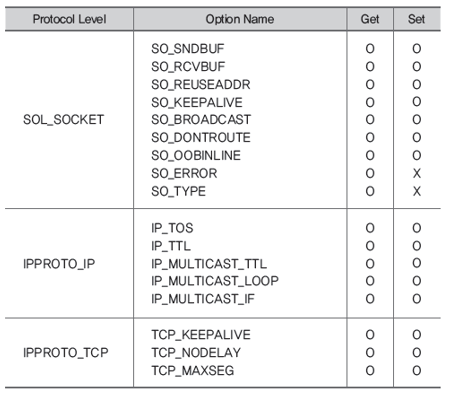 Protocol Level Option Name Get Set
SO_SNDBUF O O
SO_RCVBUF O O
SO_REUSEADDR O O
SO_KEEPALIVE O O
SOL_SOCKET SO_BROADCAST O O
SO_DONTROUTE O O
SO_OOBINLINE O O
SO_ERROR O X
SO_TYPE O X
IP_TOS O O
IP_TTL O O
IPPROTO_IP IP_MULTICAST_TTL O O
IP_MULTICAST_LOOP O O
IP_MULTICAST_IF O O
TCP_KEEPALIVE O O
IPPROTO_TCP TCP_NODELAY O O
TCP_MAXSEG O O